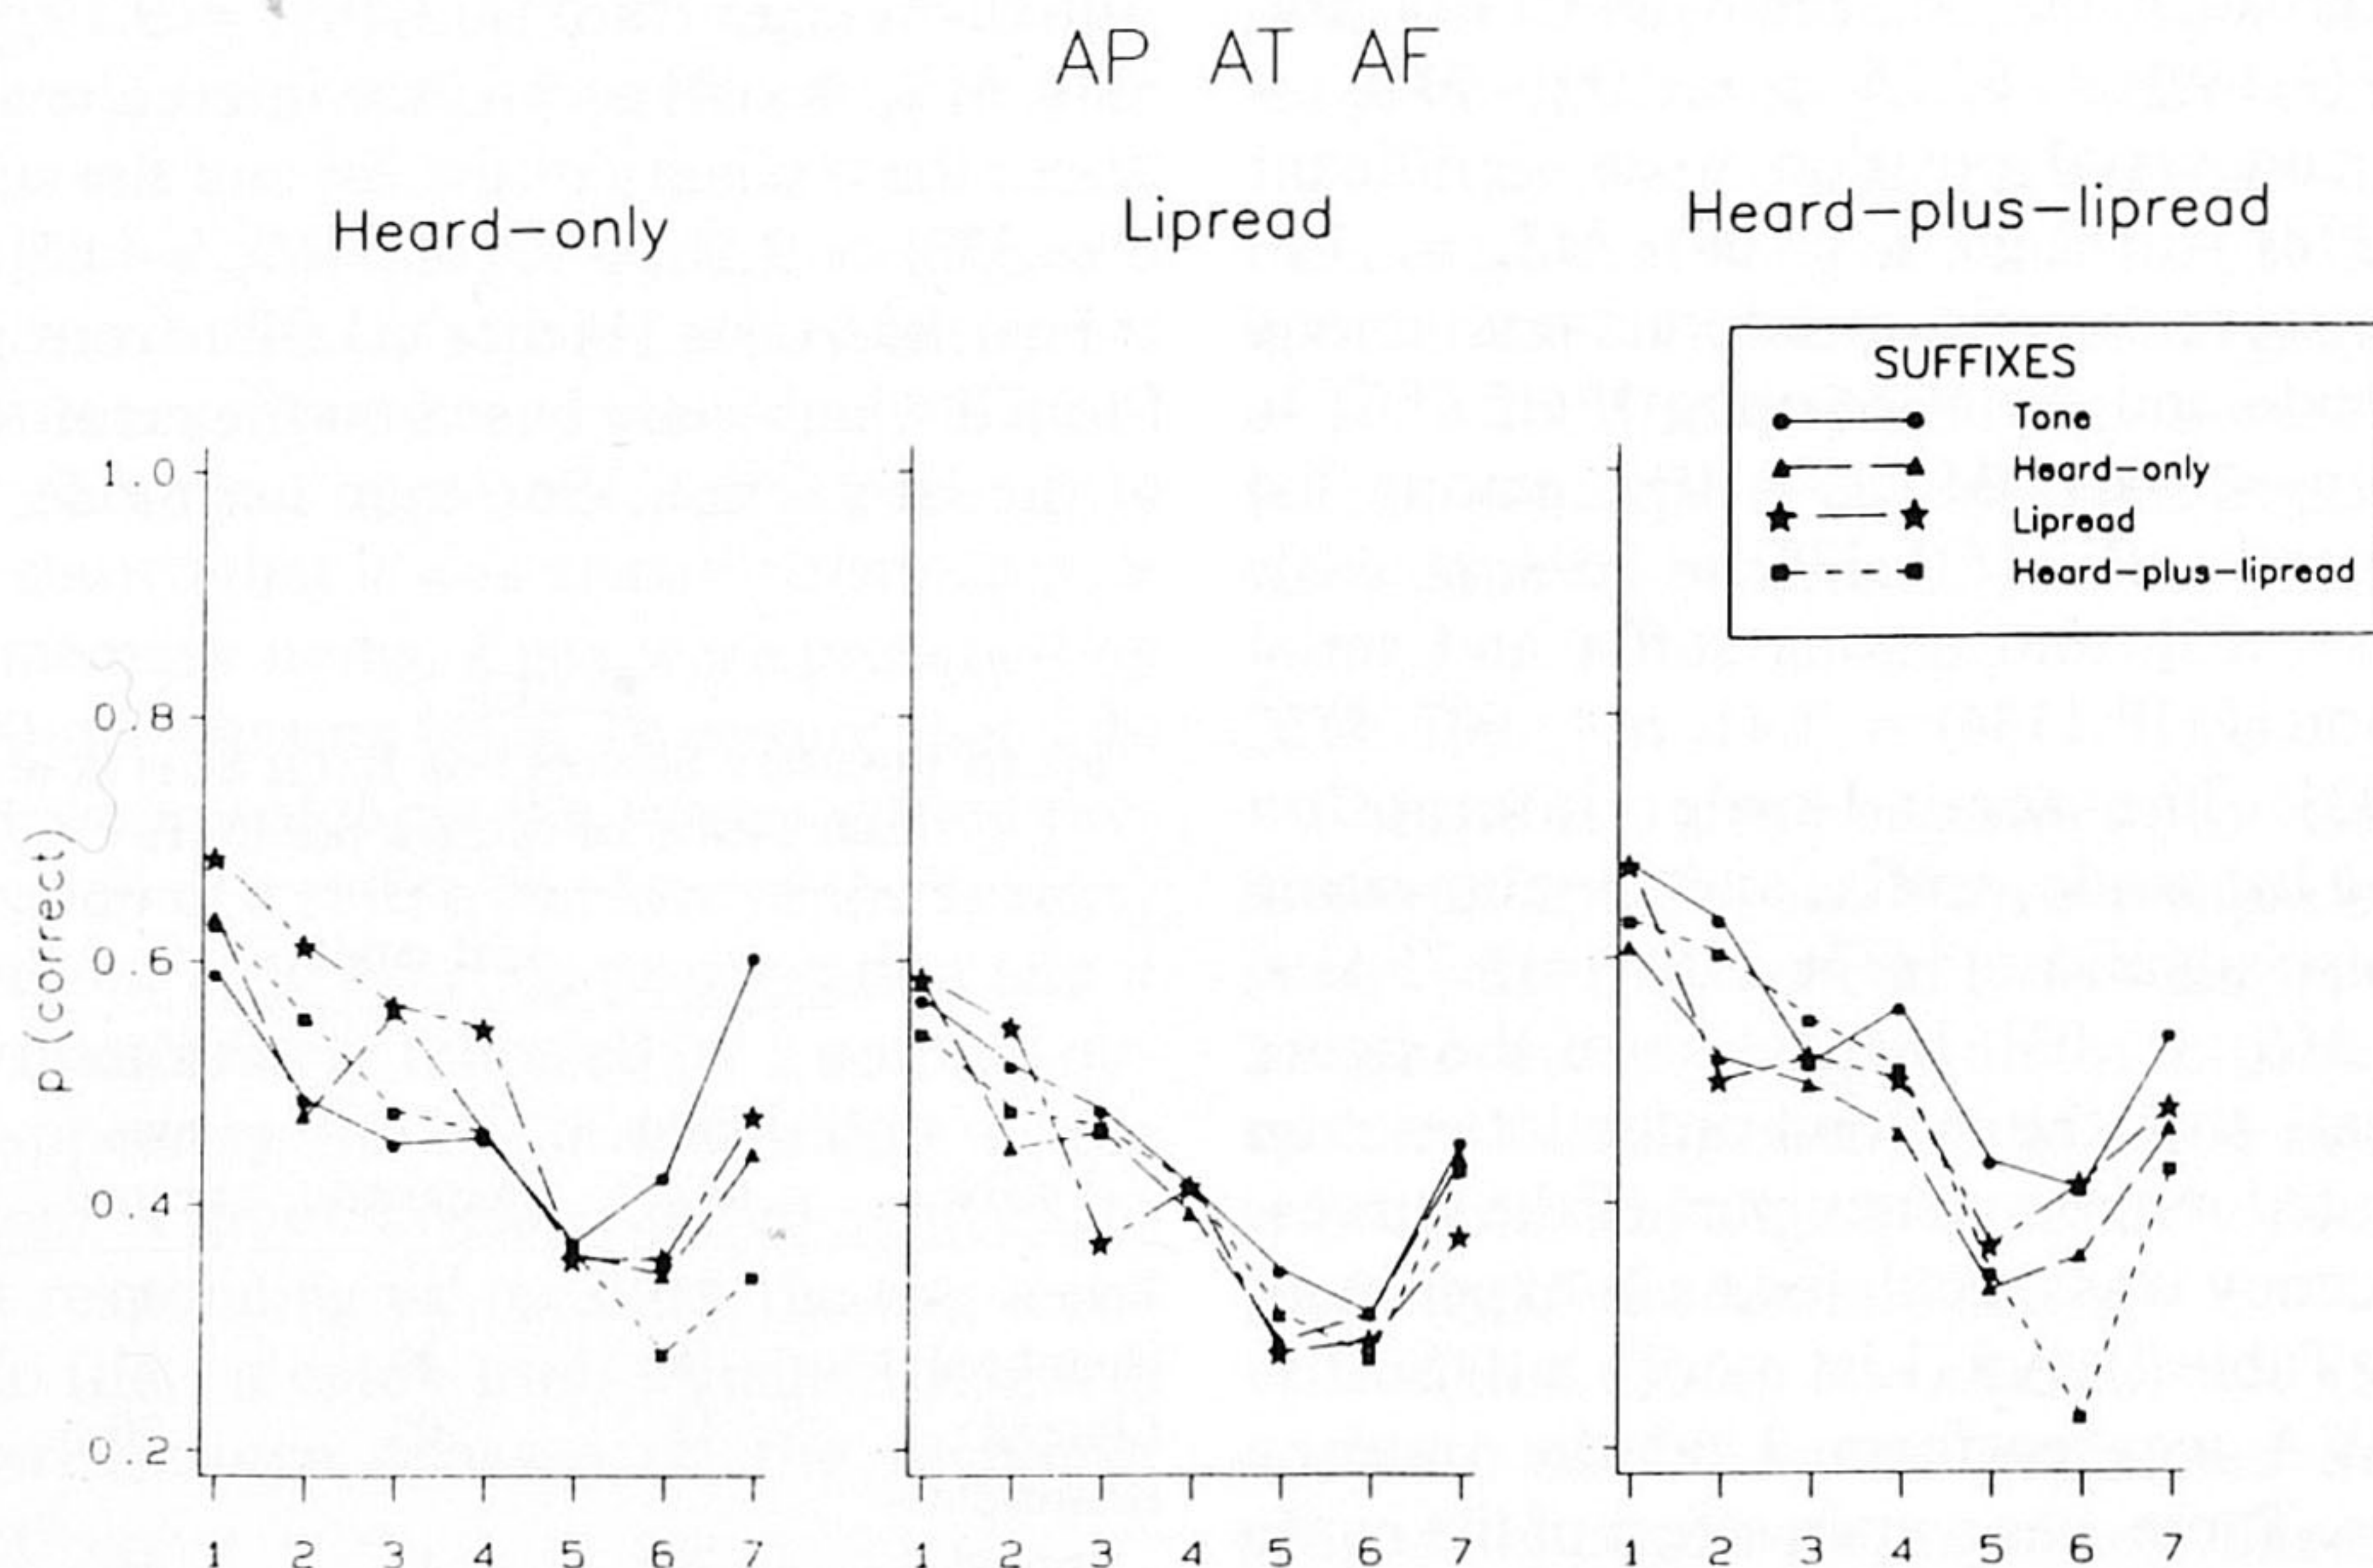 AP AT AF
Heard-only
Lipread
Heard-plus-lipread
SUFFIXES
Tone
Heard-only
Lipread
Heard-plus-lipread
p (correct)
1.0
0.8
0.6
0.4
0.2
1 2 3 4 5 6 7
1 2 3 4 5 6 7
1 2 3 4 5 6 7